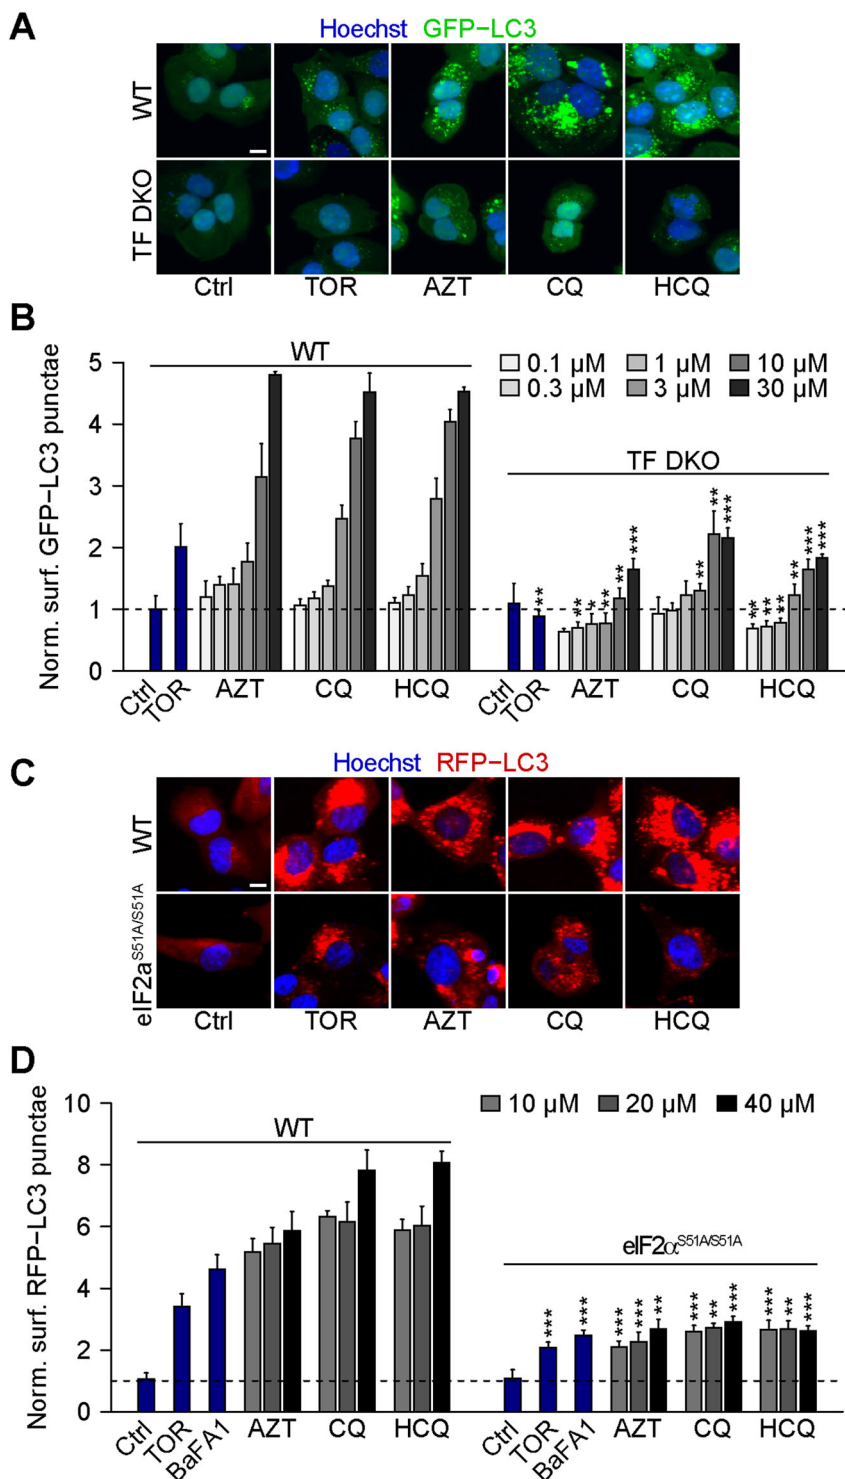 A
Hoechst GFP−LC3
WT
TF DKO
Ctrl TOR AZT CQ HCQ
B
WT
0.1 µM 1 µM 10 µM
0.3 µM 3 µM 30 µM
TF DKO
Norm. surf. GFP−LC3 punctae
5
4
3
2
1
0
** ** * ** ** *** ** ** *** ** ** ** ** *** ***
Ctrl TOR AZT CQ HCQ Ctrl TOR AZT CQ HCQ
C
Hoechst RFP−LC3
WT
eIF2a^S51A/S51A
Ctrl TOR AZT CQ HCQ
D
10 µM 20 µM 40 µM
WT
eIF2α^S51A/S51A
Norm. surf. RFP−LC3 punctae
10
8
6
4
2
0
*** *** *** *** ** *** ** *** *** ** ***
Ctrl TOR BaFA1 AZT CQ HCQ Ctrl TOR BaFA1 AZT CQ HCQ